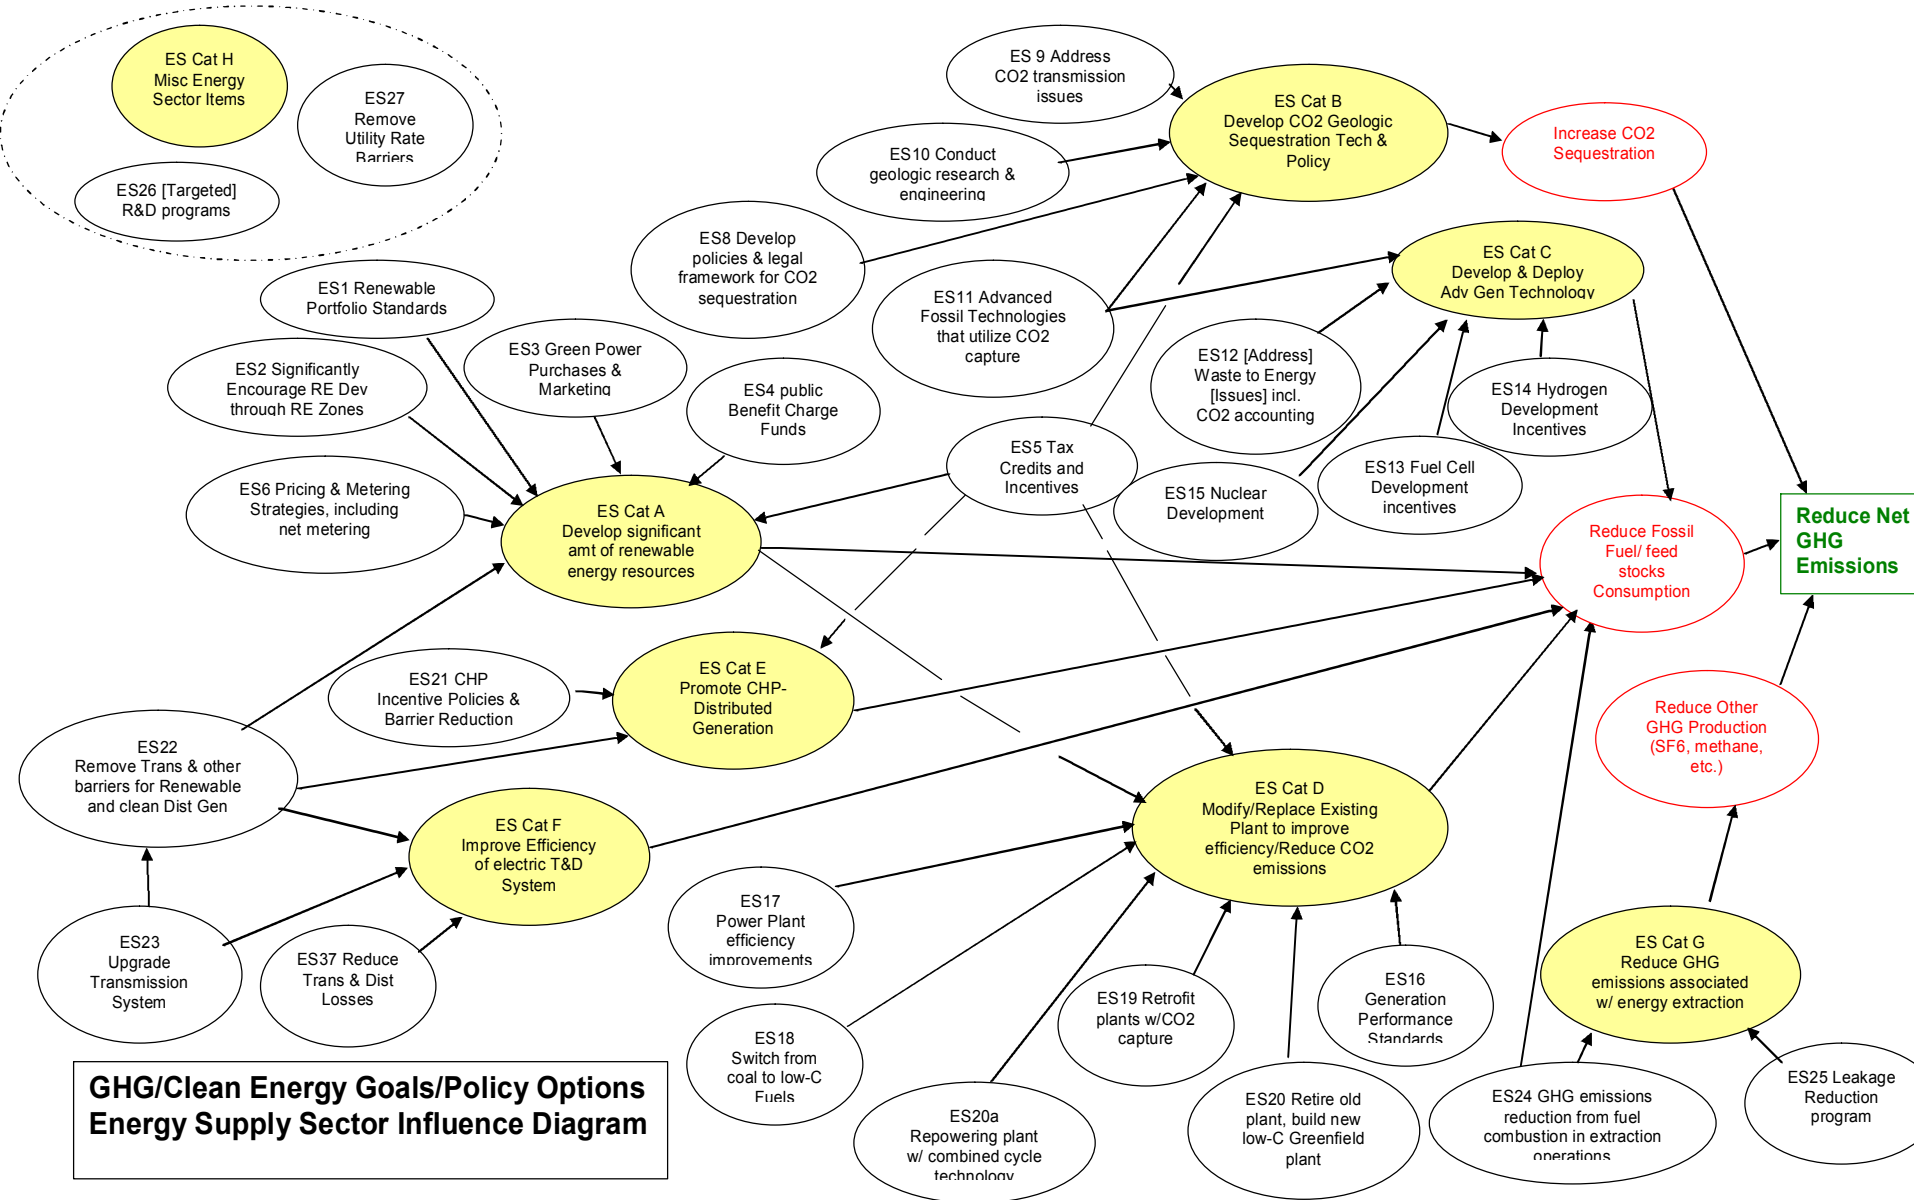 ES Cat H
Misc Energy
Sector Items
ES27
Remove
Utility Rate
Barriers
ES26 [Targeted]
R&D programs
ES 9 Address
CO2 transmission
issues
ES Cat B
Develop CO2 Geologic
Sequestration Tech &
Policy
Increase CO2
Sequestration
ES10 Conduct
geologic research &
engineering
ES8 Develop
policies & legal
framework for CO2
sequestration
ES Cat C
Develop & Deploy
Adv Gen Technology
ES1 Renewable
Portfolio Standards
ES11 Advanced
Fossil Technologies
that utilize CO2
capture
ES2 Significantly
Encourage RE Dev
through RE Zones
ES3 Green Power
Purchases &
Marketing
ES4 public
Benefit Charge
Funds
ES12 [Address]
Waste to Energy
[Issues] incl.
CO2 accounting
ES14 Hydrogen
Development
Incentives
ES5 Tax
Credits and
Incentives
ES13 Fuel Cell
Development
incentives
ES15 Nuclear
Development
ES6 Pricing & Metering
Strategies, including
net metering
ES Cat A
Develop significant
amt of renewable
energy resources
Reduce Fossil
Fuel/ feed
stocks
Consumption
Reduce Net
GHG
Emissions
ES21 CHP
Incentive Policies &
Barrier Reduction
ES Cat E
Promote CHP-
Distributed
Generation
Reduce Other
GHG Production
(SF6, methane,
etc.)
ES22
Remove Trans & other
barriers for Renewable
and clean Dist Gen
ES Cat F
Improve Efficiency
of electric T&D
System
ES Cat D
Modify/Replace Existing
Plant to improve
efficiency/Reduce CO2
emissions
ES23
Upgrade
Transmission
System
ES37 Reduce
Trans & Dist
Losses
ES17
Power Plant
efficiency
improvements
ES19 Retrofit
plants w/CO2
capture
ES16
Generation
Performance
Standards
ES Cat G
Reduce GHG
emissions associated
w/ energy extraction
ES18
Switch from
coal to low-C
Fuels
ES20a
Repowering plant
w/ combined cycle
technology
ES20 Retire old
plant, build new
low-C Greenfield
plant
ES24 GHG emissions
reduction from fuel
combustion in extraction
operations
ES25 Leakage
Reduction
program
GHG/Clean Energy Goals/Policy Options
Energy Supply Sector Influence Diagram